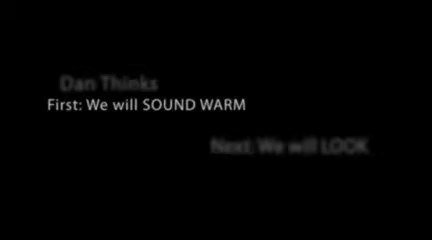 Dan Thinks
First: We will SOUND WARM
Next: We will LOOK